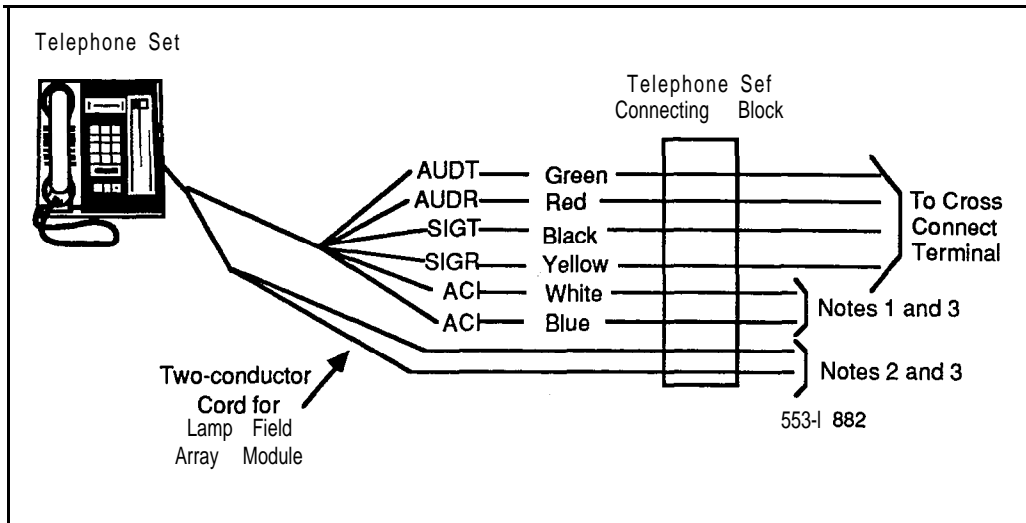 Telephone Set
Telephone Sef
Connecting Block
AUDT Green
AUDR Red
SIGT Black
SIGR Yellow
ACI White
ACI Blue
To Cross
Connect
Terminal
Notes 1 and 3
Notes 2 and 3
Two-conductor
Cord for
Lamp Field
Array Module
553-I 882